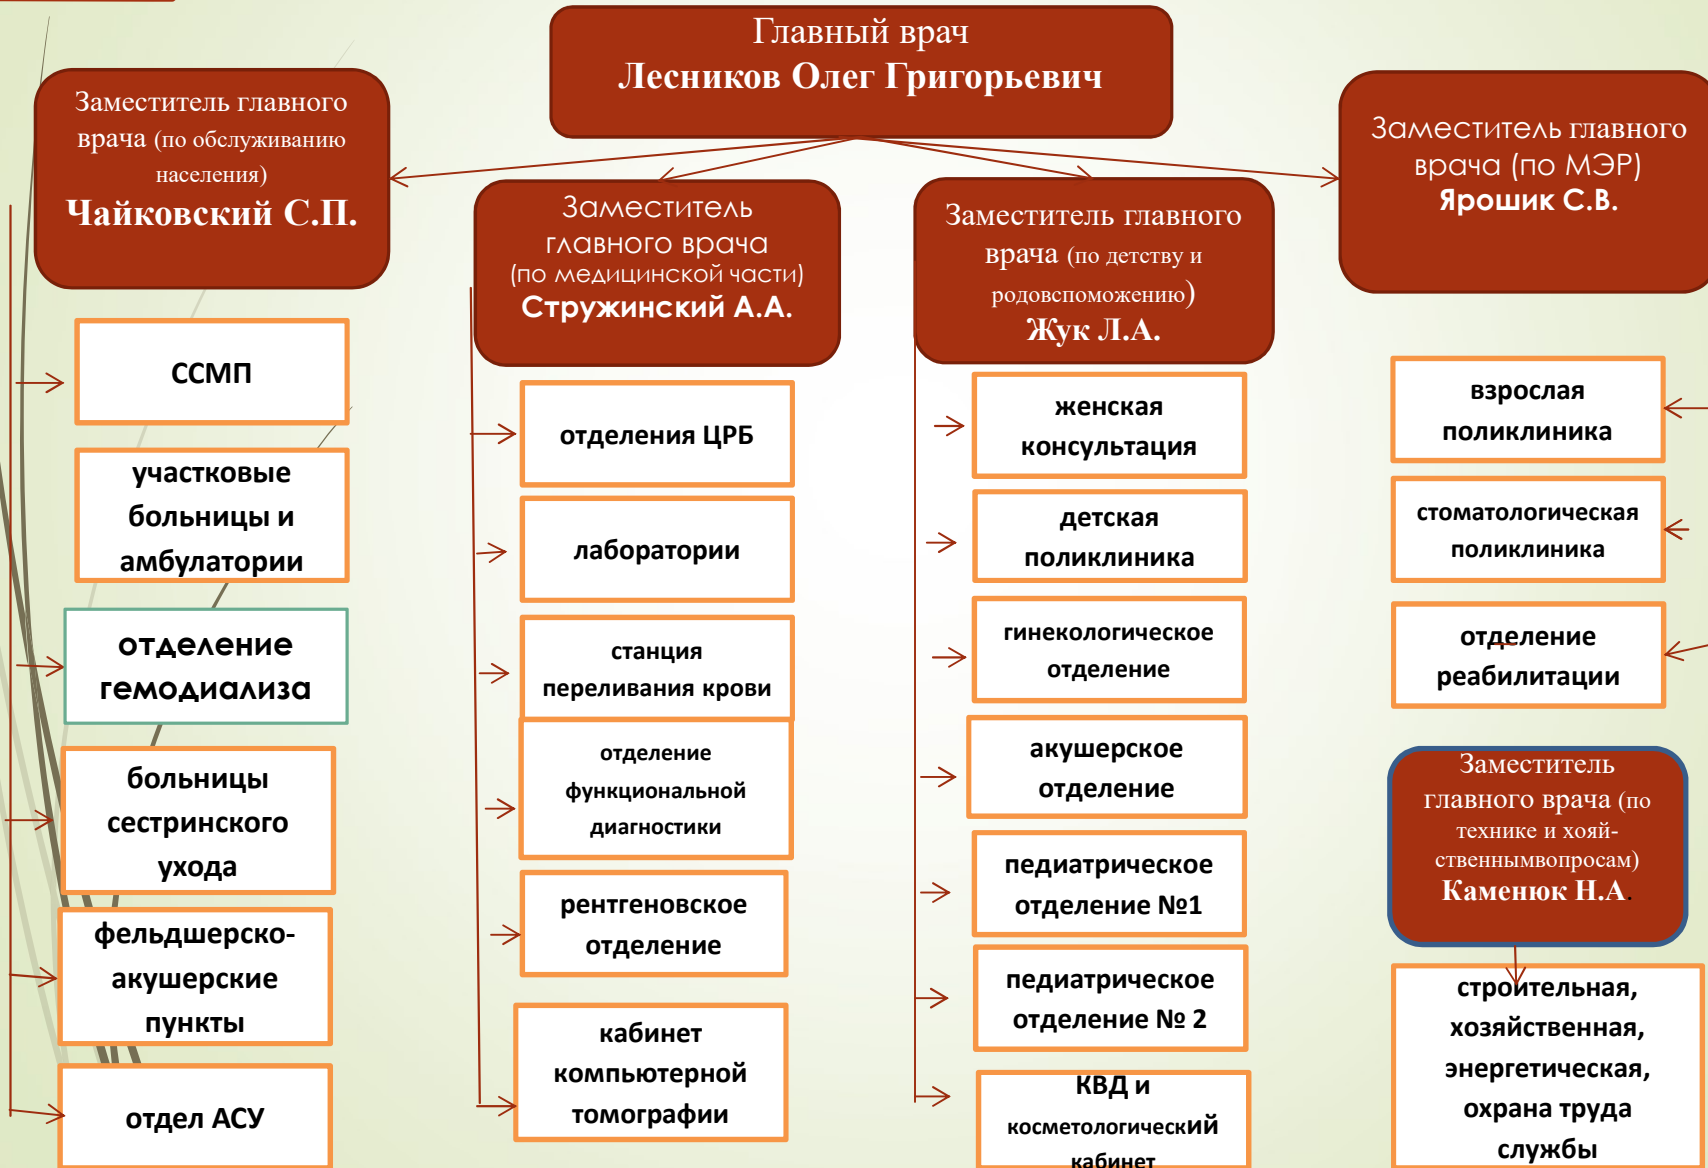 Главный врач
Лесников Олег Григорьевич
Заместитель главного
врача (по обслуживанию
населения)
Чайковский С.П.
ССМП
участковые
больницы и
амбулатории
отделение
гемодиализа
больницы
сестринского
ухода
фельдшерско-
акушерские
пункты
отдел АСУ
Заместитель
главного врача
(по медицинской части)
Стружинский А.А.
отделения ЦРБ
лаборатории
станция
переливания крови
отделение
функциональной
диагностики
рентгеновское
отделение
кабинет
компьютерной
томографии
Заместитель главного
врача (по детству и
родовспоможению)
Жук Л.А.
женская
консультация
детская
поликлиника
гинекологическое
отделение
акушерское
отделение
педиатрическое
отделение №1
педиатрическое
отделение № 2
КВД и
косметологический
кабинет
Заместитель главного
врача (по МЭР)
Ярошик С.В.
взрослая
поликлиника
стоматологическая
поликлиника
отделение
реабилитации
Заместитель
главного врача (по
технике и хояй-
ственнымвопросам)
Каменюк Н.А.
строительная,
хозяйственная,
энергетическая,
охрана труда
службы